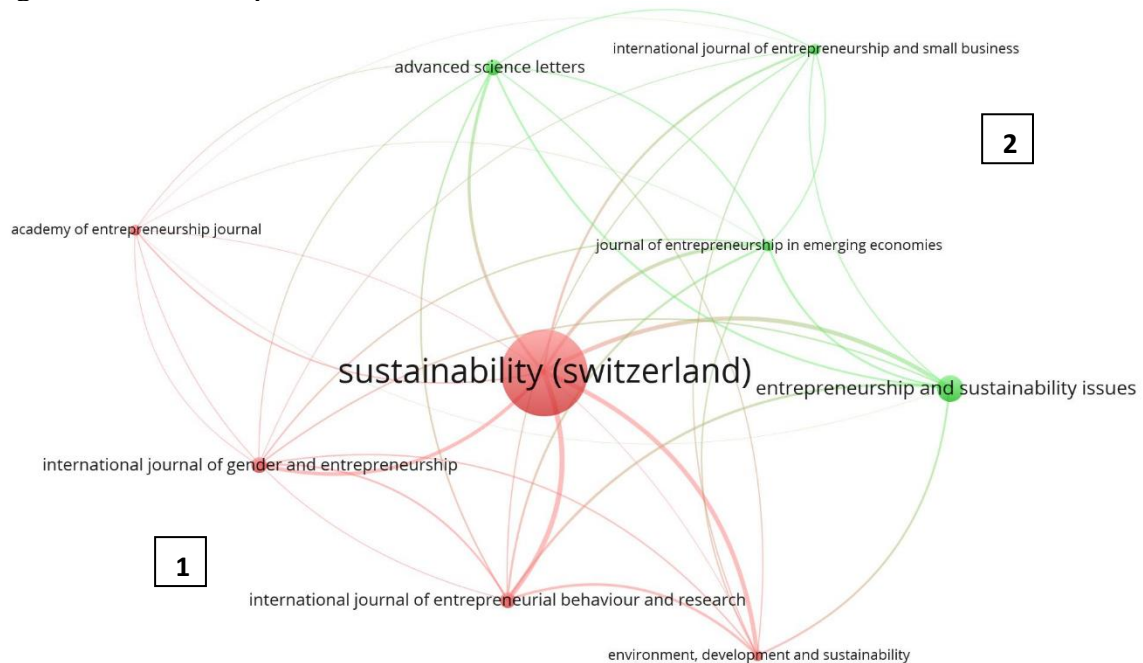 international journal of entrepreneurship and small business
advanced science letters
2
academy of entrepreneurship journal
journal of entrepreneurship in emerging economies
sustainability (switzerland)
entrepreneurship and sustainability issues
international journal of gender and entrepreneurship
1
international journal of entrepreneurial behaviour and research
environment, development and sustainability